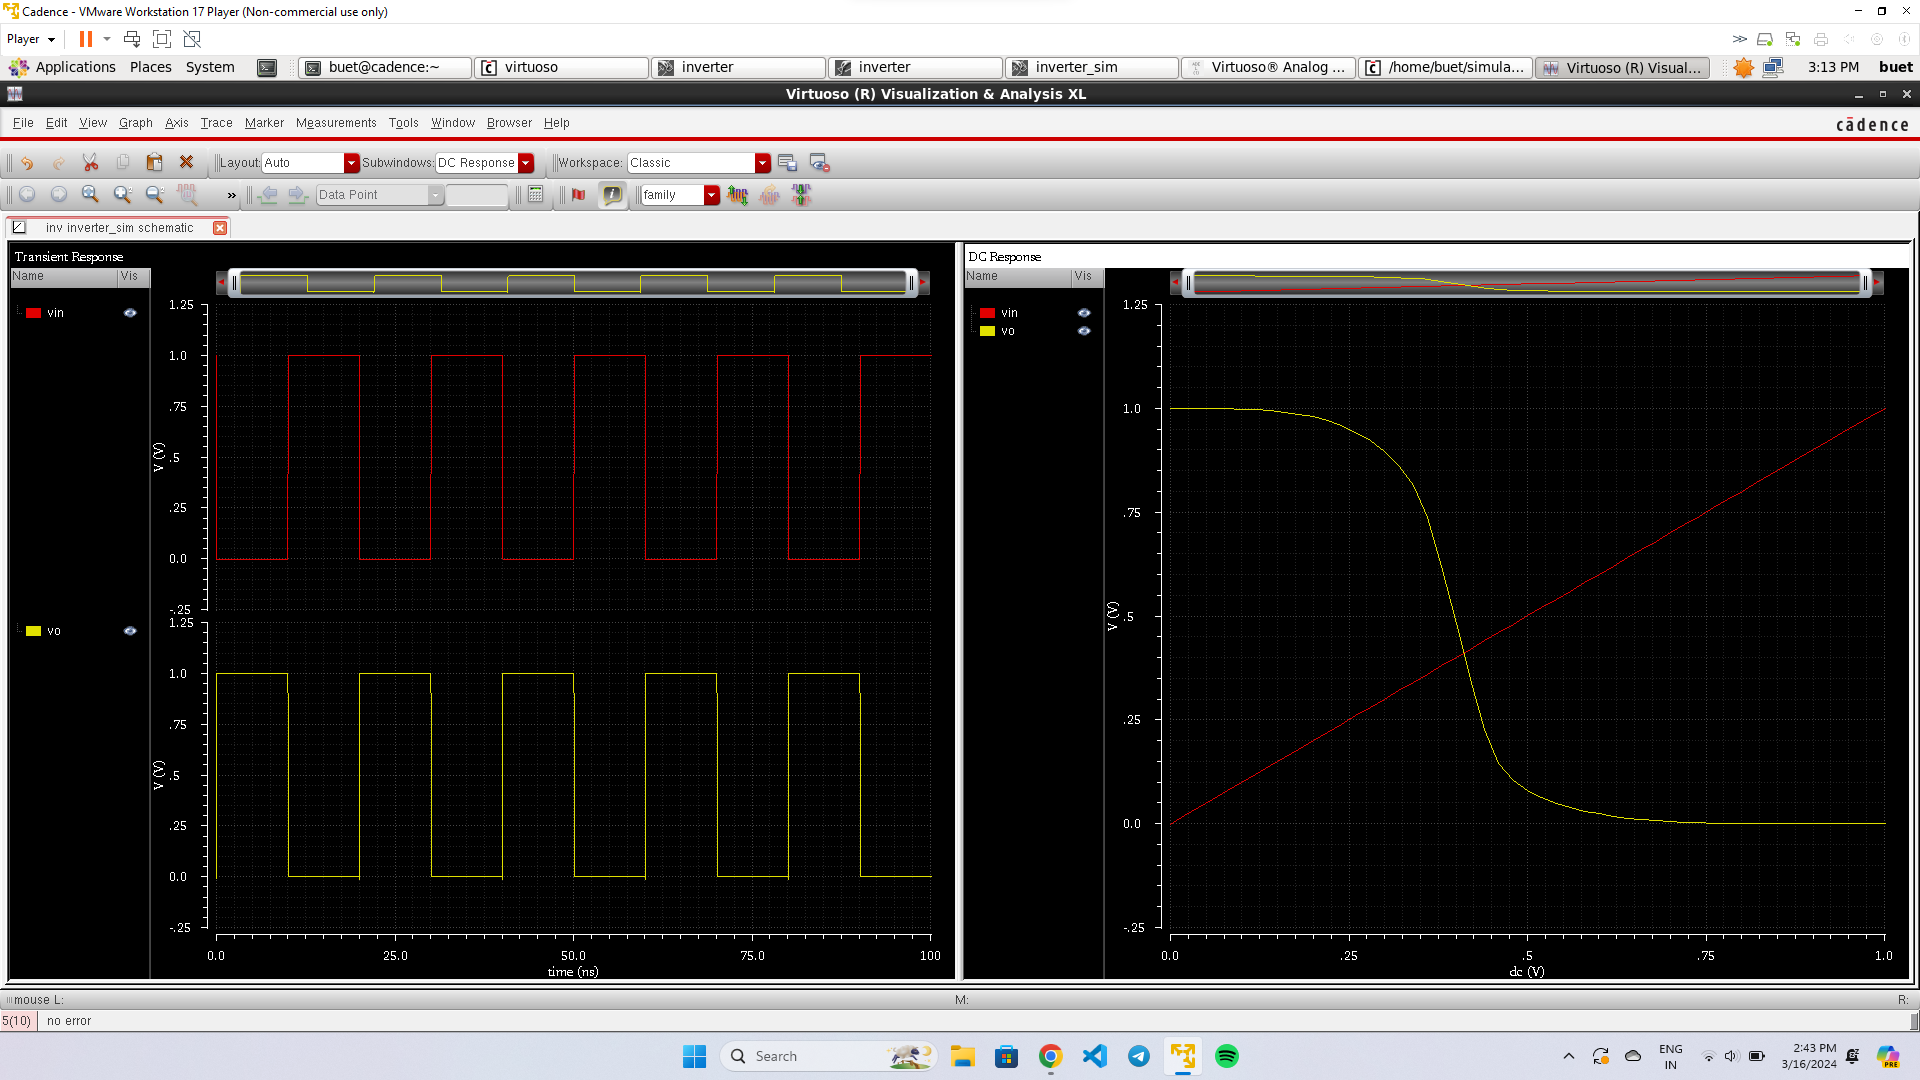 Cadence - VMware Workstation 17 Player (Non-commercial use only)
Player
Applications Places System buet@cadence:~ virtuoso inverter inverter inverter_sim Virtuoso® Analog ... /home/buet/simula... Virtuoso (R) Visual... 3:13 PM buet
Virtuoso (R) Visualization & Analysis XL
File Edit View Graph Axis Trace Marker Measurements Tools Window Browser Help cādence
Layout: Auto Subwindows: DC Response Workspace: Classic
» Data Point family
inv inverter_sim schematic
Transient Response
Name Vis
vin
1.25
1.0
.75
.5
.25
0.0
-.25
V (V)
vo
1.25
1.0
.75
.5
.25
0.0
-.25
V (V)
0.0 25.0 50.0 75.0 100
time (ns)
DC Response
Name Vis
vin
vo
1.25
1.0
.75
.5
.25
0.0
-.25
V (V)
0.0 .25 .5 .75 1.0
dc (V)
mouse L: M: R:
5(10) no error
Search
ENG
IN
2:43 PM
3/16/2024
PRE